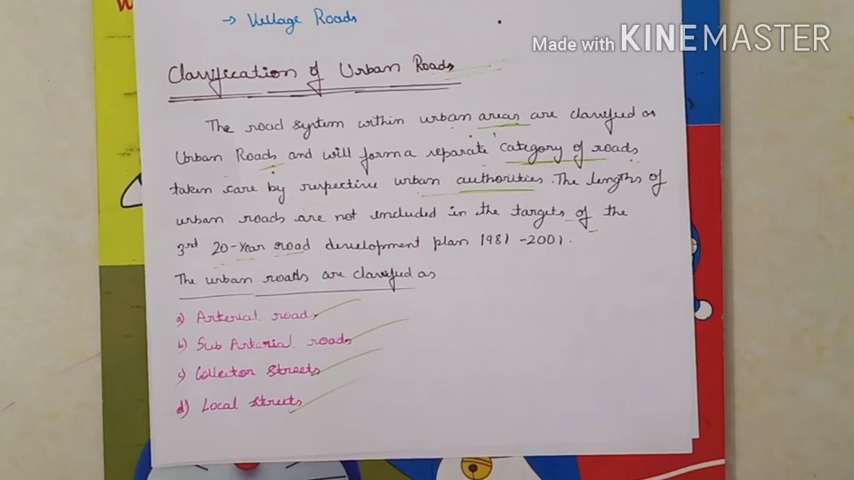 → Village Roads
Made with KINEMASTER
Classification of Urban Roads
The road system within urban areas are classified as
Urban Roads and will form a separate category of roads
taken care by respective urban authorities. The lengths of
urban roads are not included in the targets of the
3rd 20-Year road development plan 1981-2001.
The urban roads are classified as
a) Arterial roads
b) Sub Arterial roads
c) Collector Streets
d) Local Streets